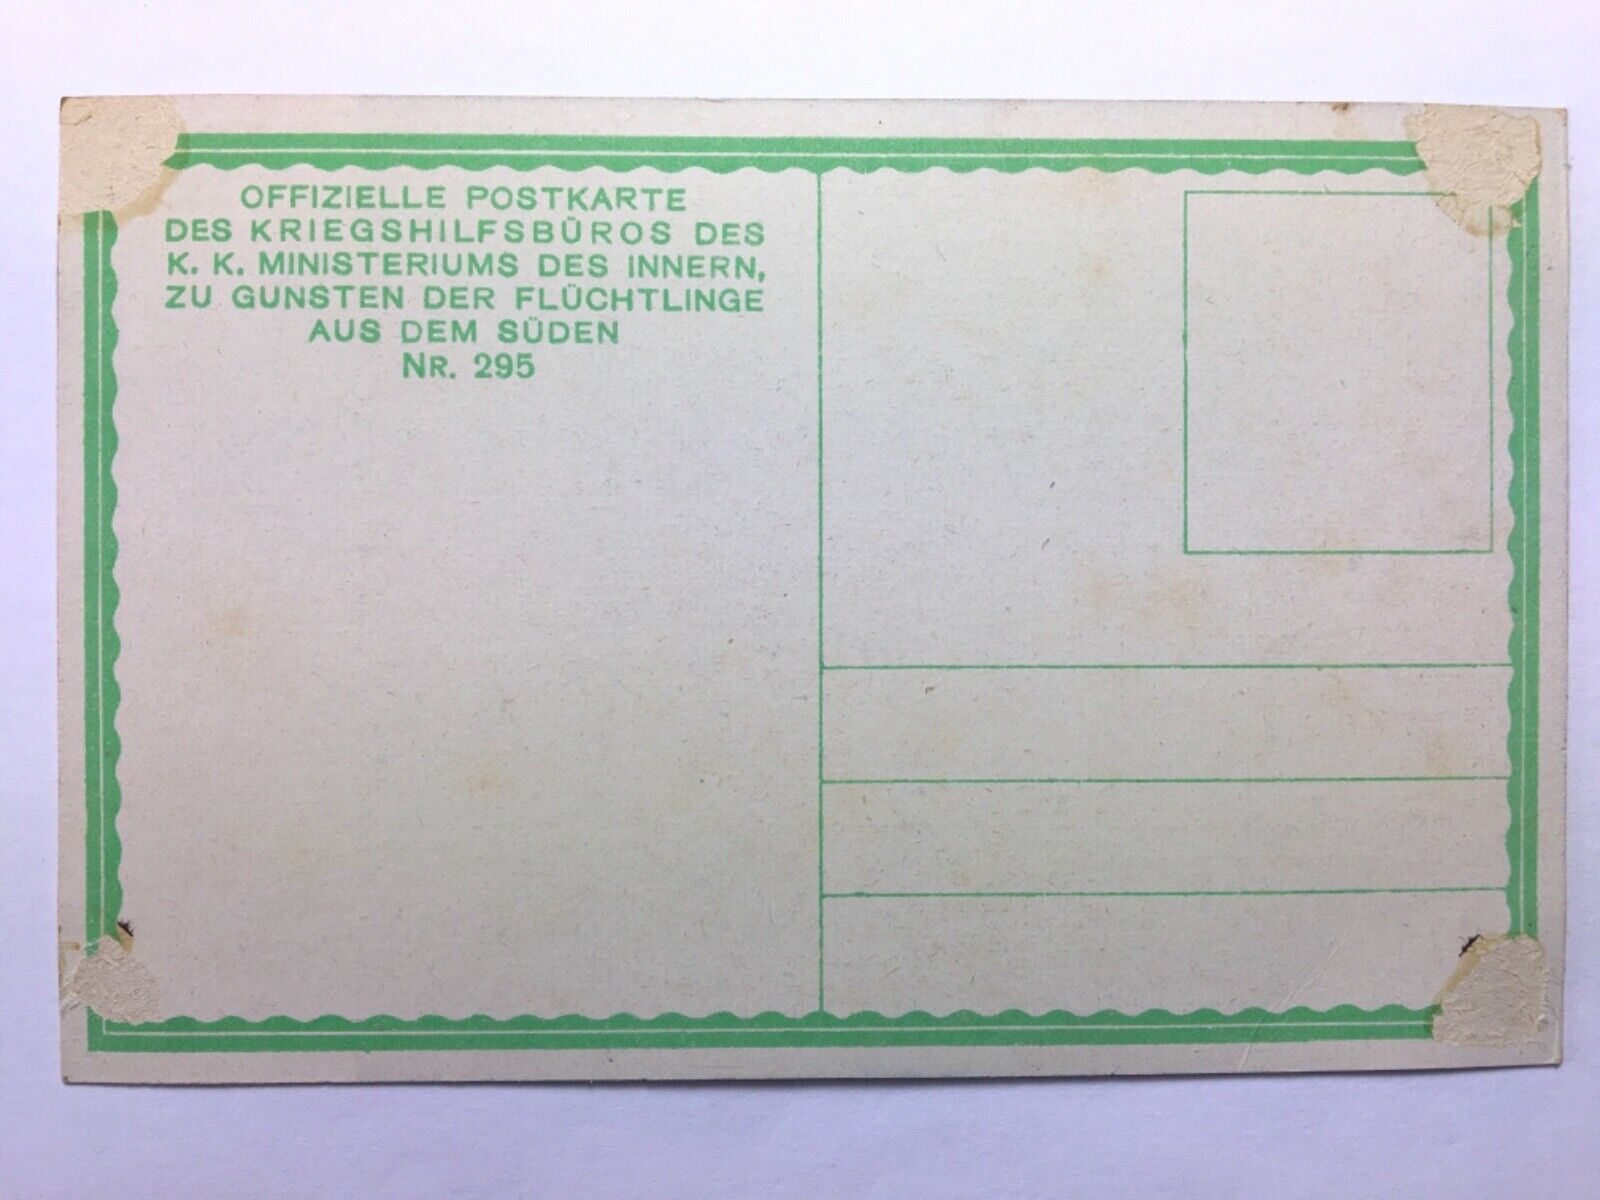 OFFIZIELLE POSTKARTE
DES KRIEGSHILFSBÜROS DES
K. K. MINISTERIUMS DES INNERN,
ZU GUNSTEN DER FLÜCHTLINGE
AUS DEM SÜDEN
NR. 295